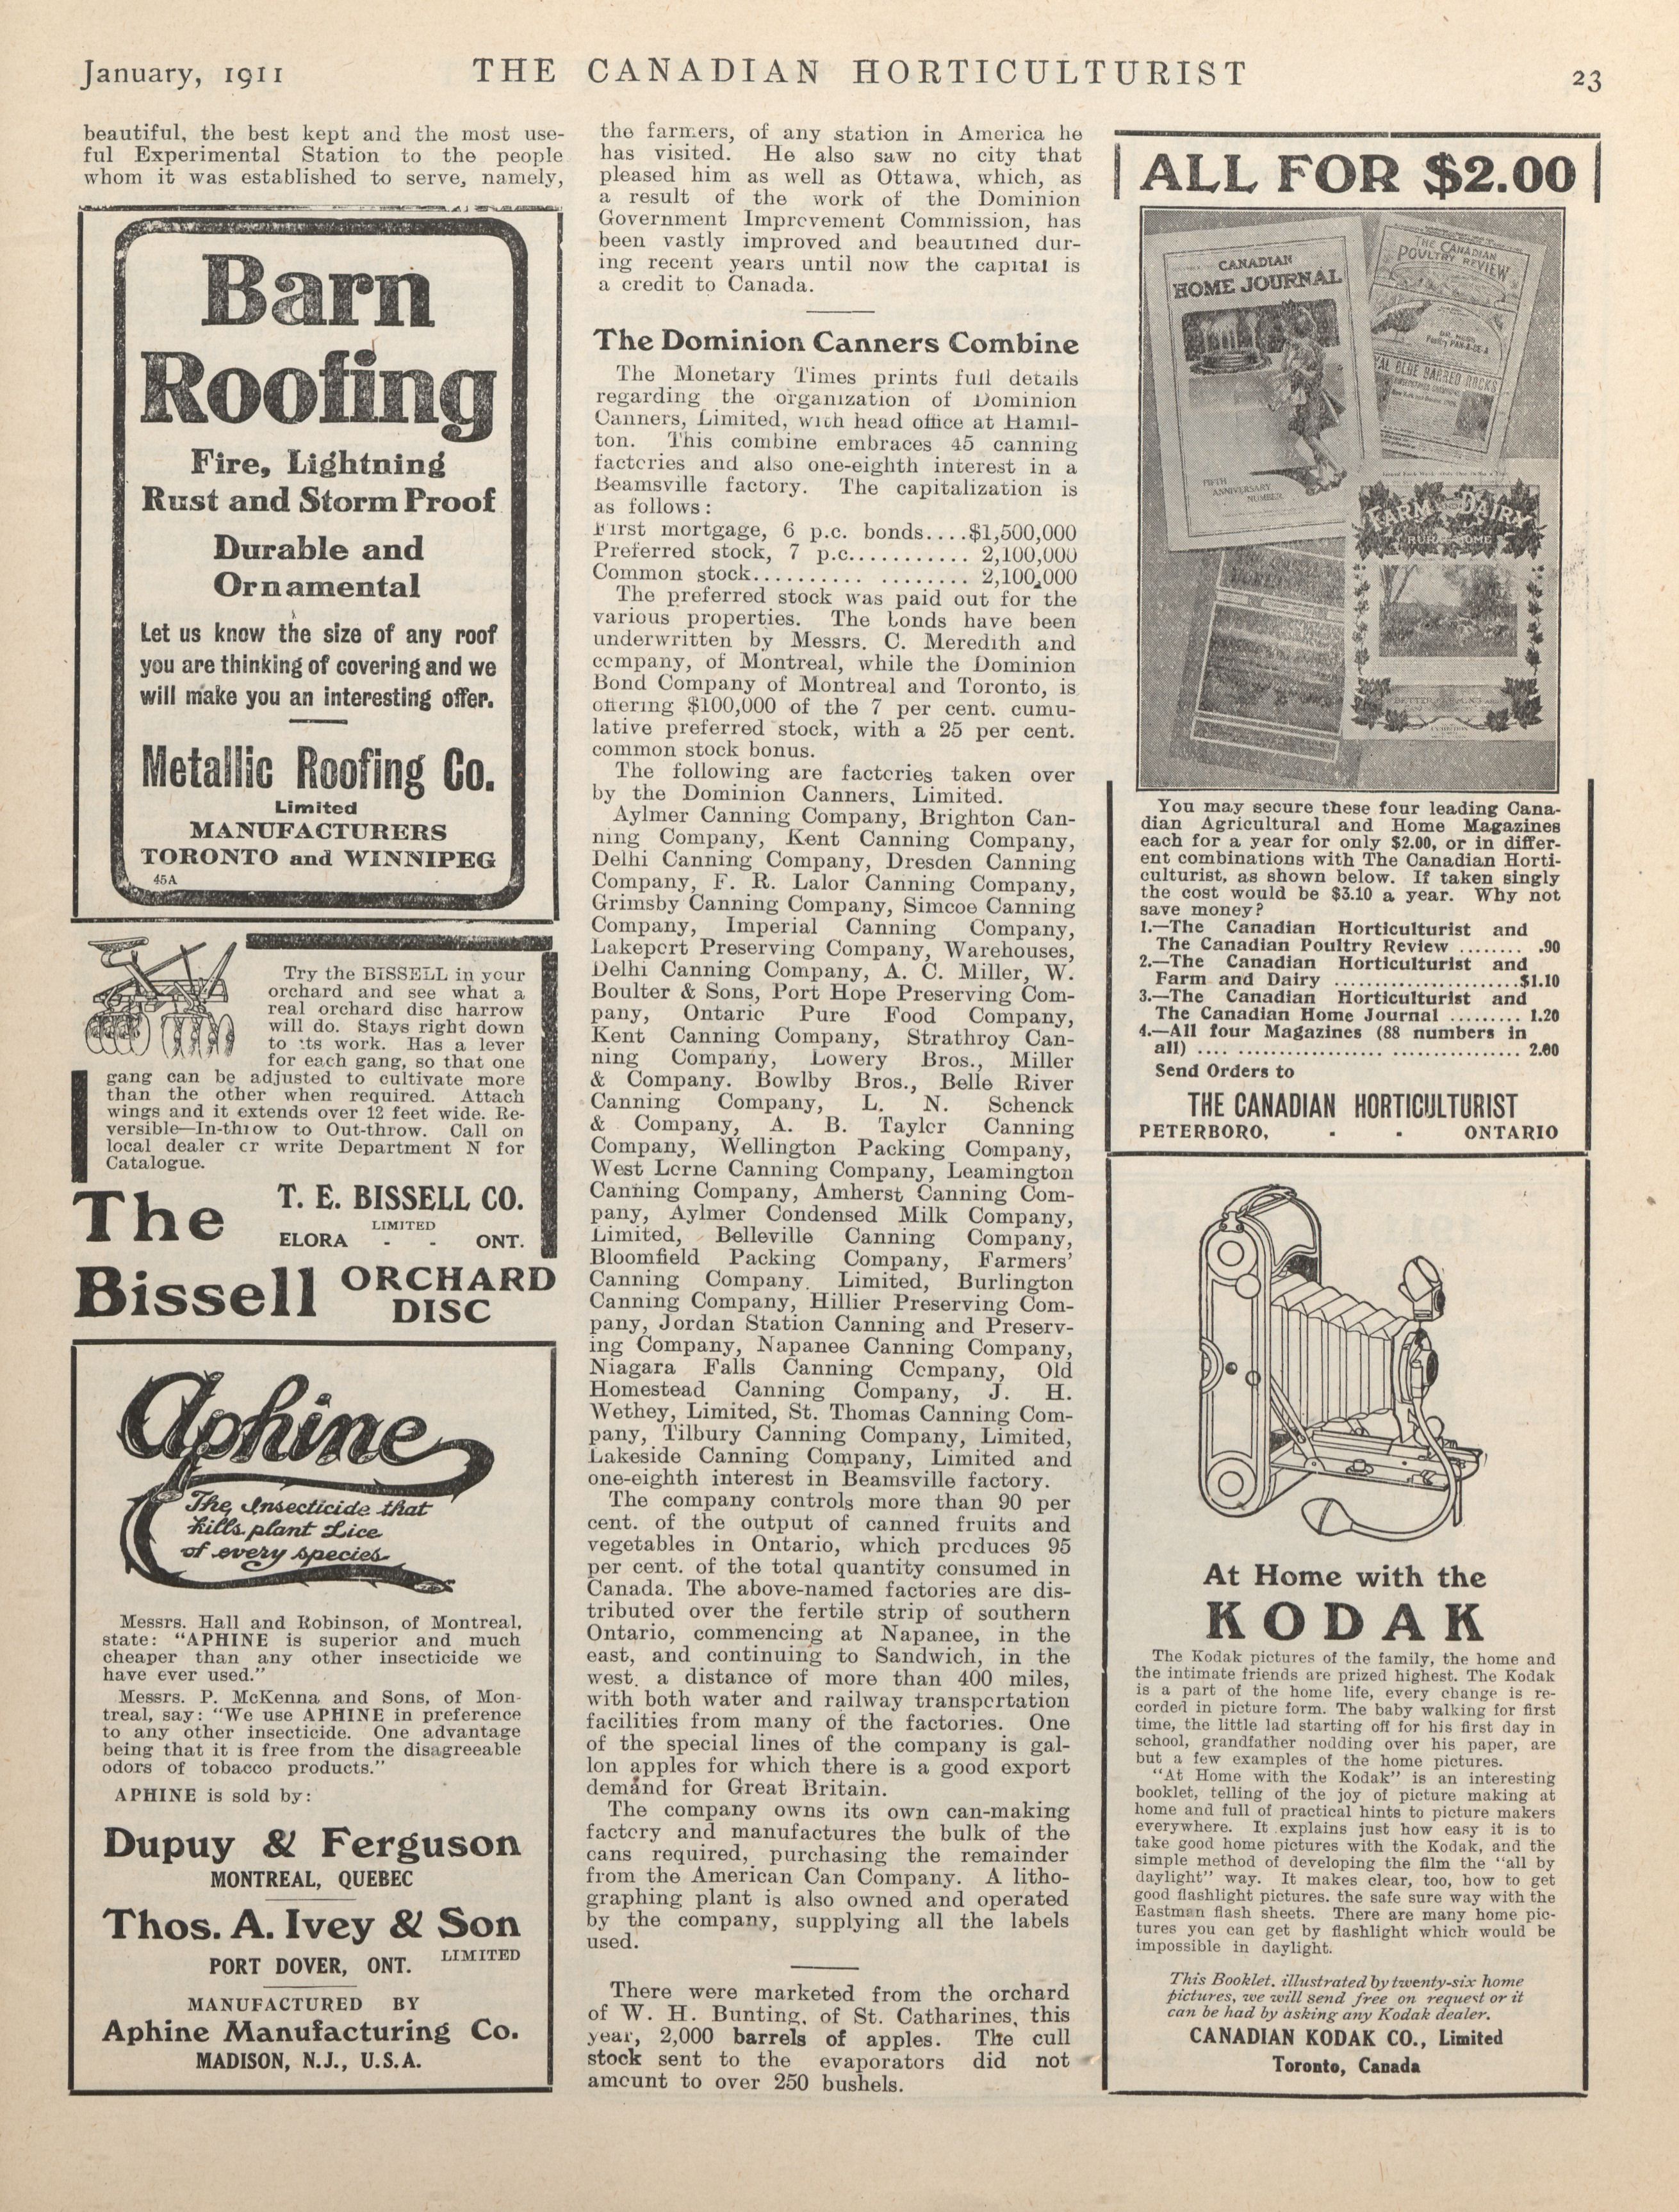 January, 1911
THE CANADIAN HORTICULTURIST
23
beautiful, the best kept and the most use-
ful Experimental Station to the people
whom it was established to serve, namely,
Barn
Roofing
Fire, Lightning
Rust and Storm Proof
Durable and
Ornamental
Let us know the size of any roof
you are thinking of covering and we
will make you an interesting offer.
Metallic Roofing Co.
Limited
MANUFACTURERS
TORONTO and WINNIPEG
45A
Try the BISSELL in your
orchard and see what a
real orchard disc harrow
will do. Stays right down
to its work. Has a lever
for each gang, so that one
gang can be adjusted to cultivate more
than the other when required. Attach
wings and it extends over 12 feet wide. Re-
versible—In-throw to Out-throw. Call on
local dealer or write Department N for
Catalogue.
The
T. E. BISSELL CO.
LIMITED
ELORA - - ONT.
Bissell
ORCHARD
DISC
Aphine
The Insecticide that
kills plant Lice
of every species
Messrs. Hall and Robinson, of Montreal,
state: "APHINE is superior and much
cheaper than any other insecticide we
have ever used."
Messrs. P. McKenna and Sons, of Mon-
treal, say: "We use APHINE in preference
to any other insecticide. One advantage
being that it is free from the disagreeable
odors of tobacco products."
APHINE is sold by:
Dupuy & Ferguson
MONTREAL, QUEBEC
Thos. A. Ivey & Son
LIMITED
PORT DOVER, ONT.
MANUFACTURED BY
Aphine Manufacturing Co.
MADISON, N.J., U.S.A.
the farmers, of any station in America he
has visited. He also saw no city that
pleased him as well as Ottawa, which, as
a result of the work of the Dominion
Government Improvement Commission, has
been vastly improved and beautified dur-
ing recent years until now the capital is
a credit to Canada.
The Dominion Canners Combine
The Monetary Times prints full details
regarding the organization of Dominion
Canners, Limited, with head office at Hamil-
ton. This combine embraces 45 canning
factories and also one-eighth interest in a
Beamsville factory. The capitalization is
as follows:
First mortgage, 6 p.c. bonds....$1,500,000
Preferred stock, 7 p.c........... 2,100,000
Common stock.......... ........ 2,100,000
The preferred stock was paid out for the
various properties. The bonds have been
underwritten by Messrs. C. Meredith and
company, of Montreal, while the Dominion
Bond Company of Montreal and Toronto, is
offering $100,000 of the 7 per cent. cumu-
lative preferred stock, with a 25 per cent.
common stock bonus.
The following are factories taken over
by the Dominion Canners, Limited.
Aylmer Canning Company, Brighton Can-
ning Company, Kent Canning Company,
Delhi Canning Company, Dresden Canning
Company, F. R. Lalor Canning Company,
Grimsby Canning Company, Simcoe Canning
Company, Imperial Canning Company,
Lakeport Preserving Company, Warehouses,
Delhi Canning Company, A. C. Miller, W.
Boulter & Sons, Port Hope Preserving Com-
pany, Ontario Pure Food Company,
Kent Canning Company, Strathroy Can-
ning Company, Lowery Bros., Miller
& Company. Bowlby Bros., Belle River
Canning Company, L. N. Schenck
& Company, A. B. Taylor Canning
Company, Wellington Packing Company,
West Lorne Canning Company, Leamington
Canning Company, Amherst Canning Com-
pany, Aylmer Condensed Milk Company,
Limited, Belleville Canning Company,
Bloomfield Packing Company, Farmers'
Canning Company. Limited, Burlington
Canning Company, Hillier Preserving Com-
pany, Jordan Station Canning and Preserv-
ing Company, Napanee Canning Company,
Niagara Falls Canning Company, Old
Homestead Canning Company, J. H.
Wethey, Limited, St. Thomas Canning Com-
pany, Tilbury Canning Company, Limited,
Lakeside Canning Company, Limited and
one-eighth interest in Beamsville factory.
The company controls more than 90 per
cent. of the output of canned fruits and
vegetables in Ontario, which produces 95
per cent. of the total quantity consumed in
Canada. The above-named factories are dis-
tributed over the fertile strip of southern
Ontario, commencing at Napanee, in the
east, and continuing to Sandwich, in the
west, a distance of more than 400 miles,
with both water and railway transportation
facilities from many of the factories. One
of the special lines of the company is gal-
lon apples for which there is a good export
demand for Great Britain.
The company owns its own can-making
factory and manufactures the bulk of the
cans required, purchasing the remainder
from the American Can Company. A litho-
graphing plant is also owned and operated
by the company, supplying all the labels
used.
There were marketed from the orchard
of W. H. Bunting, of St. Catharines, this
year, 2,000 barrels of apples. The cull
stock sent to the evaporators did not
amount to over 250 bushels.
ALL FOR $2.00
CANADIAN
HOME JOURNAL
FIFTH
ANNIVERSARY
NUMBER
THE CANADIAN
POULTRY REVIEW
Poultry PAN-A-CE-A
BARRED ROCKS
FARM AND DAIRY
RURAL HOME
You may secure these four leading Cana-
dian Agricultural and Home Magazines
each for a year for only $2.00, or in differ-
ent combinations with The Canadian Horti-
culturist, as shown below. If taken singly
the cost would be $3.10 a year. Why not
save money?
1.—The Canadian Horticulturist and
The Canadian Poultry Review ........ .90
2.—The Canadian Horticulturist and
Farm and Dairy .......................$1.10
3.—The Canadian Horticulturist and
The Canadian Home Journal ......... 1.20
4.—All four Magazines (88 numbers in
all) .... .................. ................ 2.00
Send Orders to
THE CANADIAN HORTICULTURIST
PETERBORO, - - ONTARIO
At Home with the
KODAK
The Kodak pictures of the family, the home and
the intimate friends are prized highest. The Kodak
is a part of the home life, every change is re-
corded in picture form. The baby walking for first
time, the little lad starting off for his first day in
school, grandfather nodding over his paper, are
but a few examples of the home pictures.
"At Home with the Kodak" is an interesting
booklet, telling of the joy of picture making at
home and full of practical hints to picture makers
everywhere. It explains just how easy it is to
take good home pictures with the Kodak, and the
simple method of developing the film the "all by
daylight" way. It makes clear, too, how to get
good flashlight pictures. the safe sure way with the
Eastman flash sheets. There are many home pic-
tures you can get by flashlight which would be
impossible in daylight.
This Booklet, illustrated by twenty-six home
pictures, we will send free on request or it
can be had by asking any Kodak dealer.
CANADIAN KODAK CO., Limited
Toronto, Canada